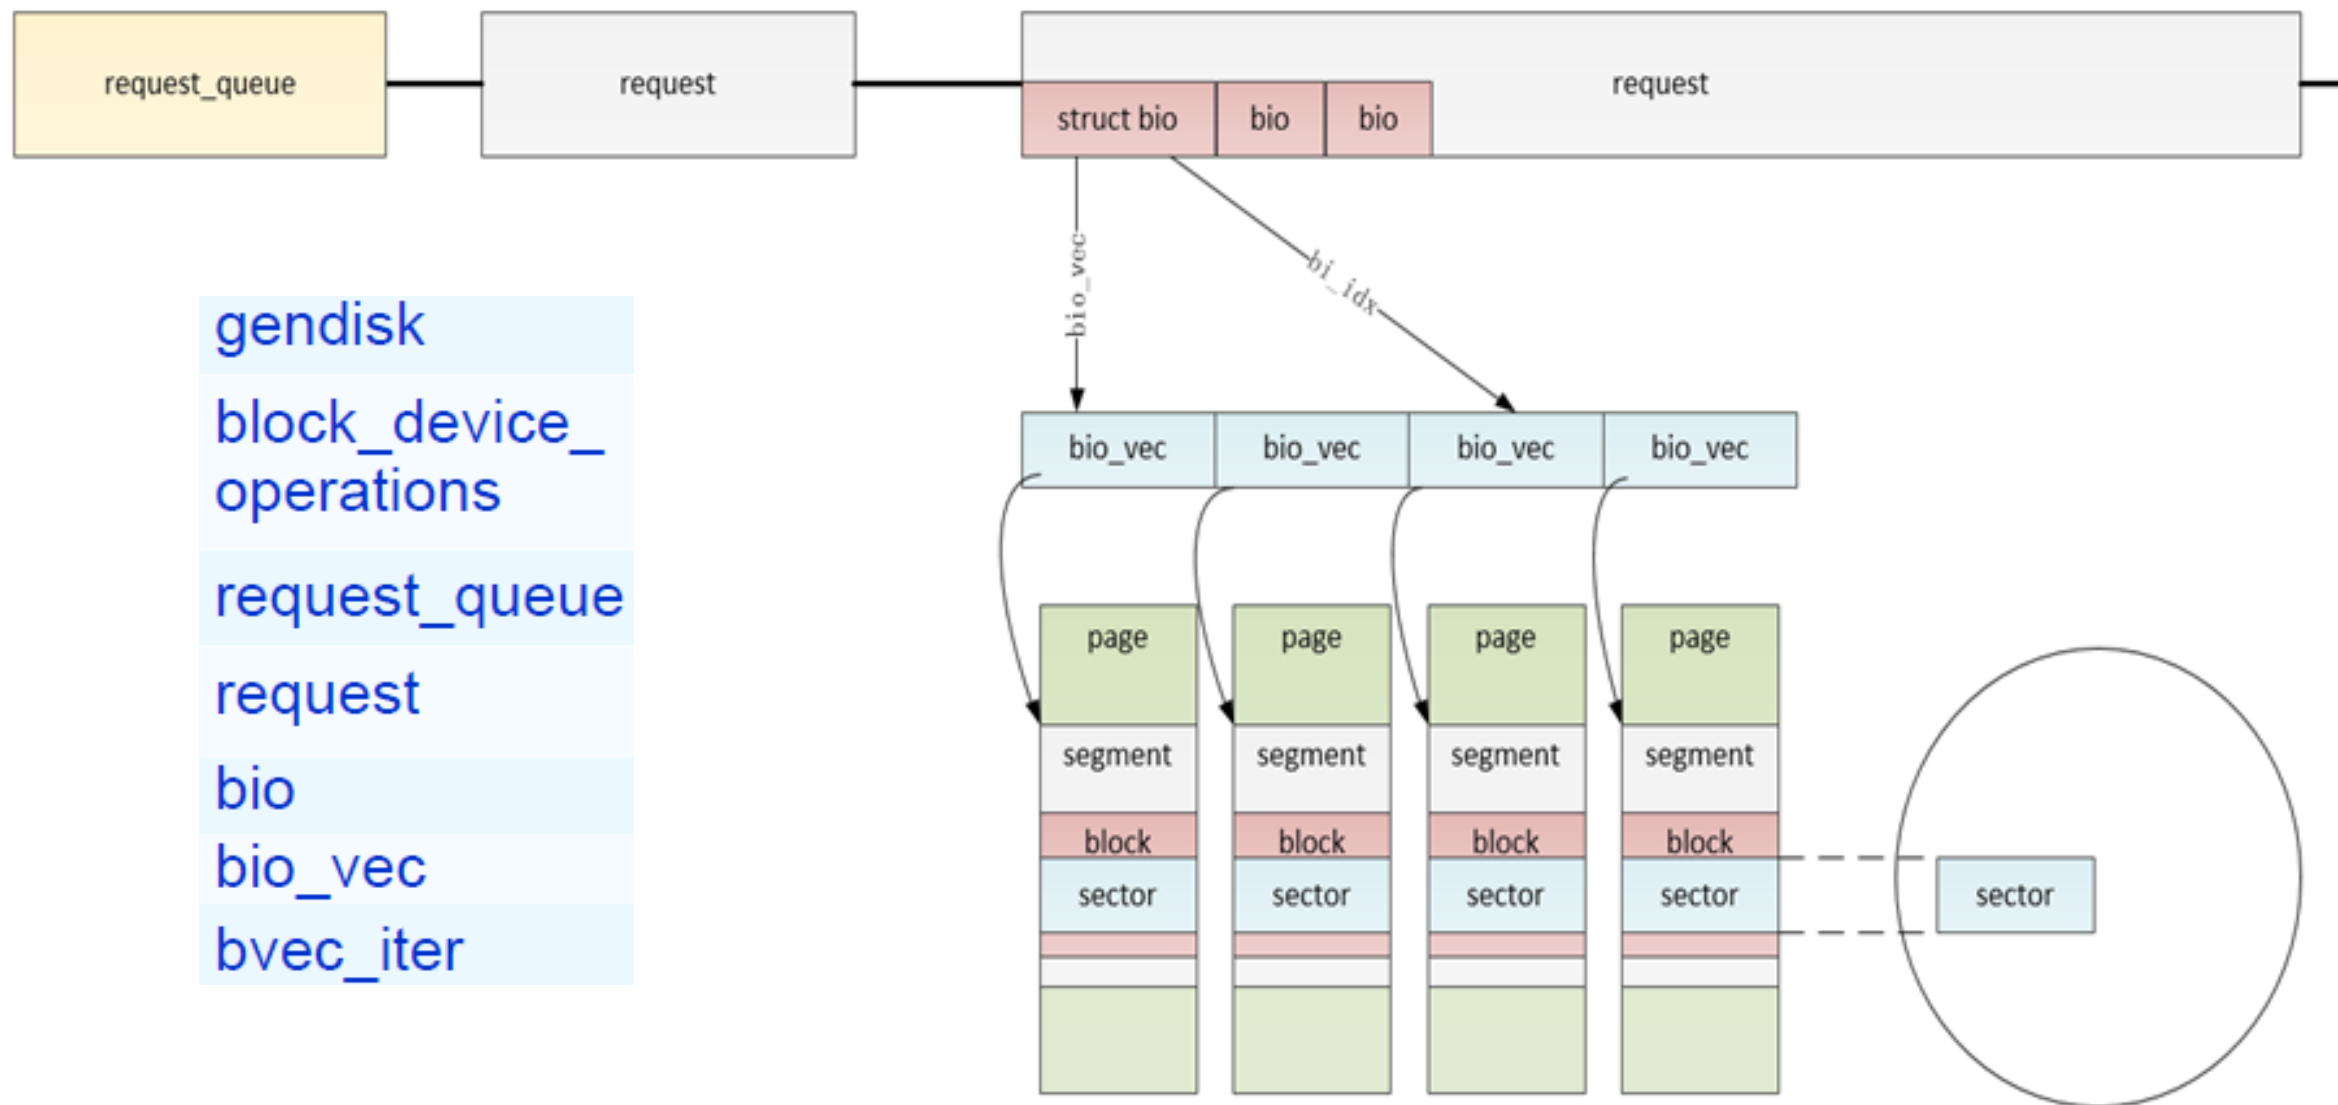 request_queue
request
request
struct bio
bio
bio
bio_vec
bi_idx
gendisk
block_device_
operations
request_queue
request
bio
bio_vec
bvec_iter
bio_vec
bio_vec
bio_vec
bio_vec
page
page
page
page
segment
segment
segment
segment
block
block
block
block
sector
sector
sector
sector
sector